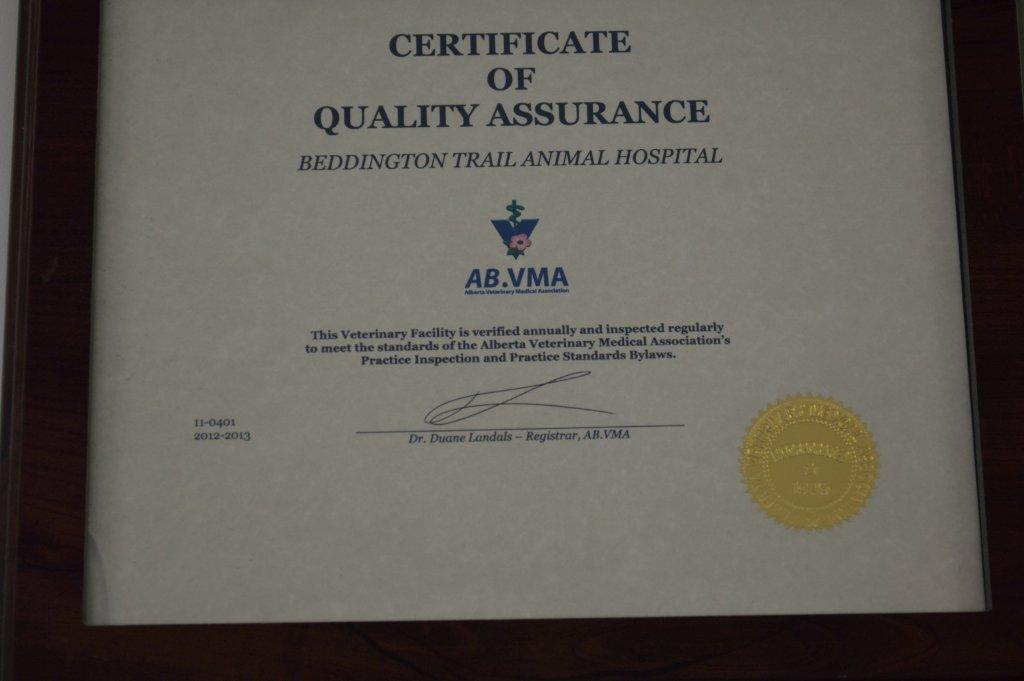 CERTIFICATE
OF
QUALITY ASSURANCE
BEDDINGTON TRAIL ANIMAL HOSPITAL
AB.VMA
Alberta Veterinary Medical Association
This Veterinary Facility is verified annually and inspected regularly
to meet the standards of the Alberta Veterinary Medical Association's
Practice Inspection and Practice Standards Bylaws.
11-0401
2012-2013
Dr. Duane Landals – Registrar, AB.VMA